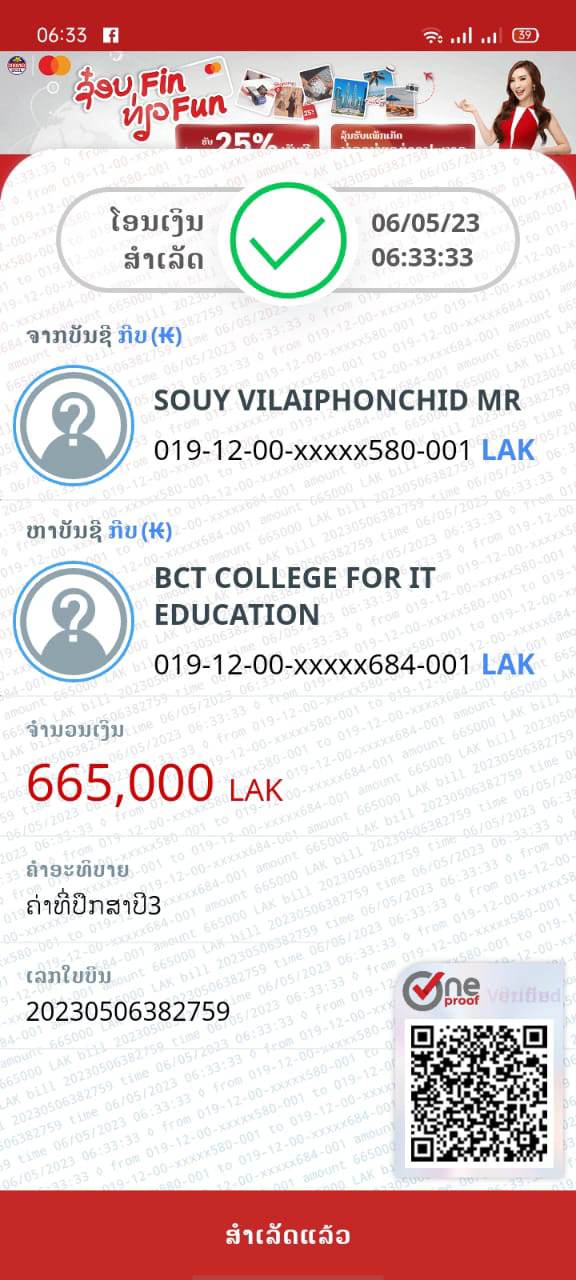 06:33
39
ຊ໋ອບ Fin
ທ່ຽວ Fun
ຮັບ 25%
ໂອນເງິນ
ສຳເລັດ
06/05/23
06:33:33
ຈາກບັນຊີ ກີບ(₭)
SOUY VILAIPHONCHID MR
019-12-00-xxxxx580-001 LAK
ຫາບັນຊີ ກີບ(₭)
BCT COLLEGE FOR IT
EDUCATION
019-12-00-xxxxx684-001 LAK
ຈຳນວນເງິນ
665,000 LAK
ຄຳອະທິບາຍ
ຄ່າທີ່ປຶກສາປີ3
ເລກໃບບິນ
20230506382759
One
proof
ສຳເລັດແລ້ວ